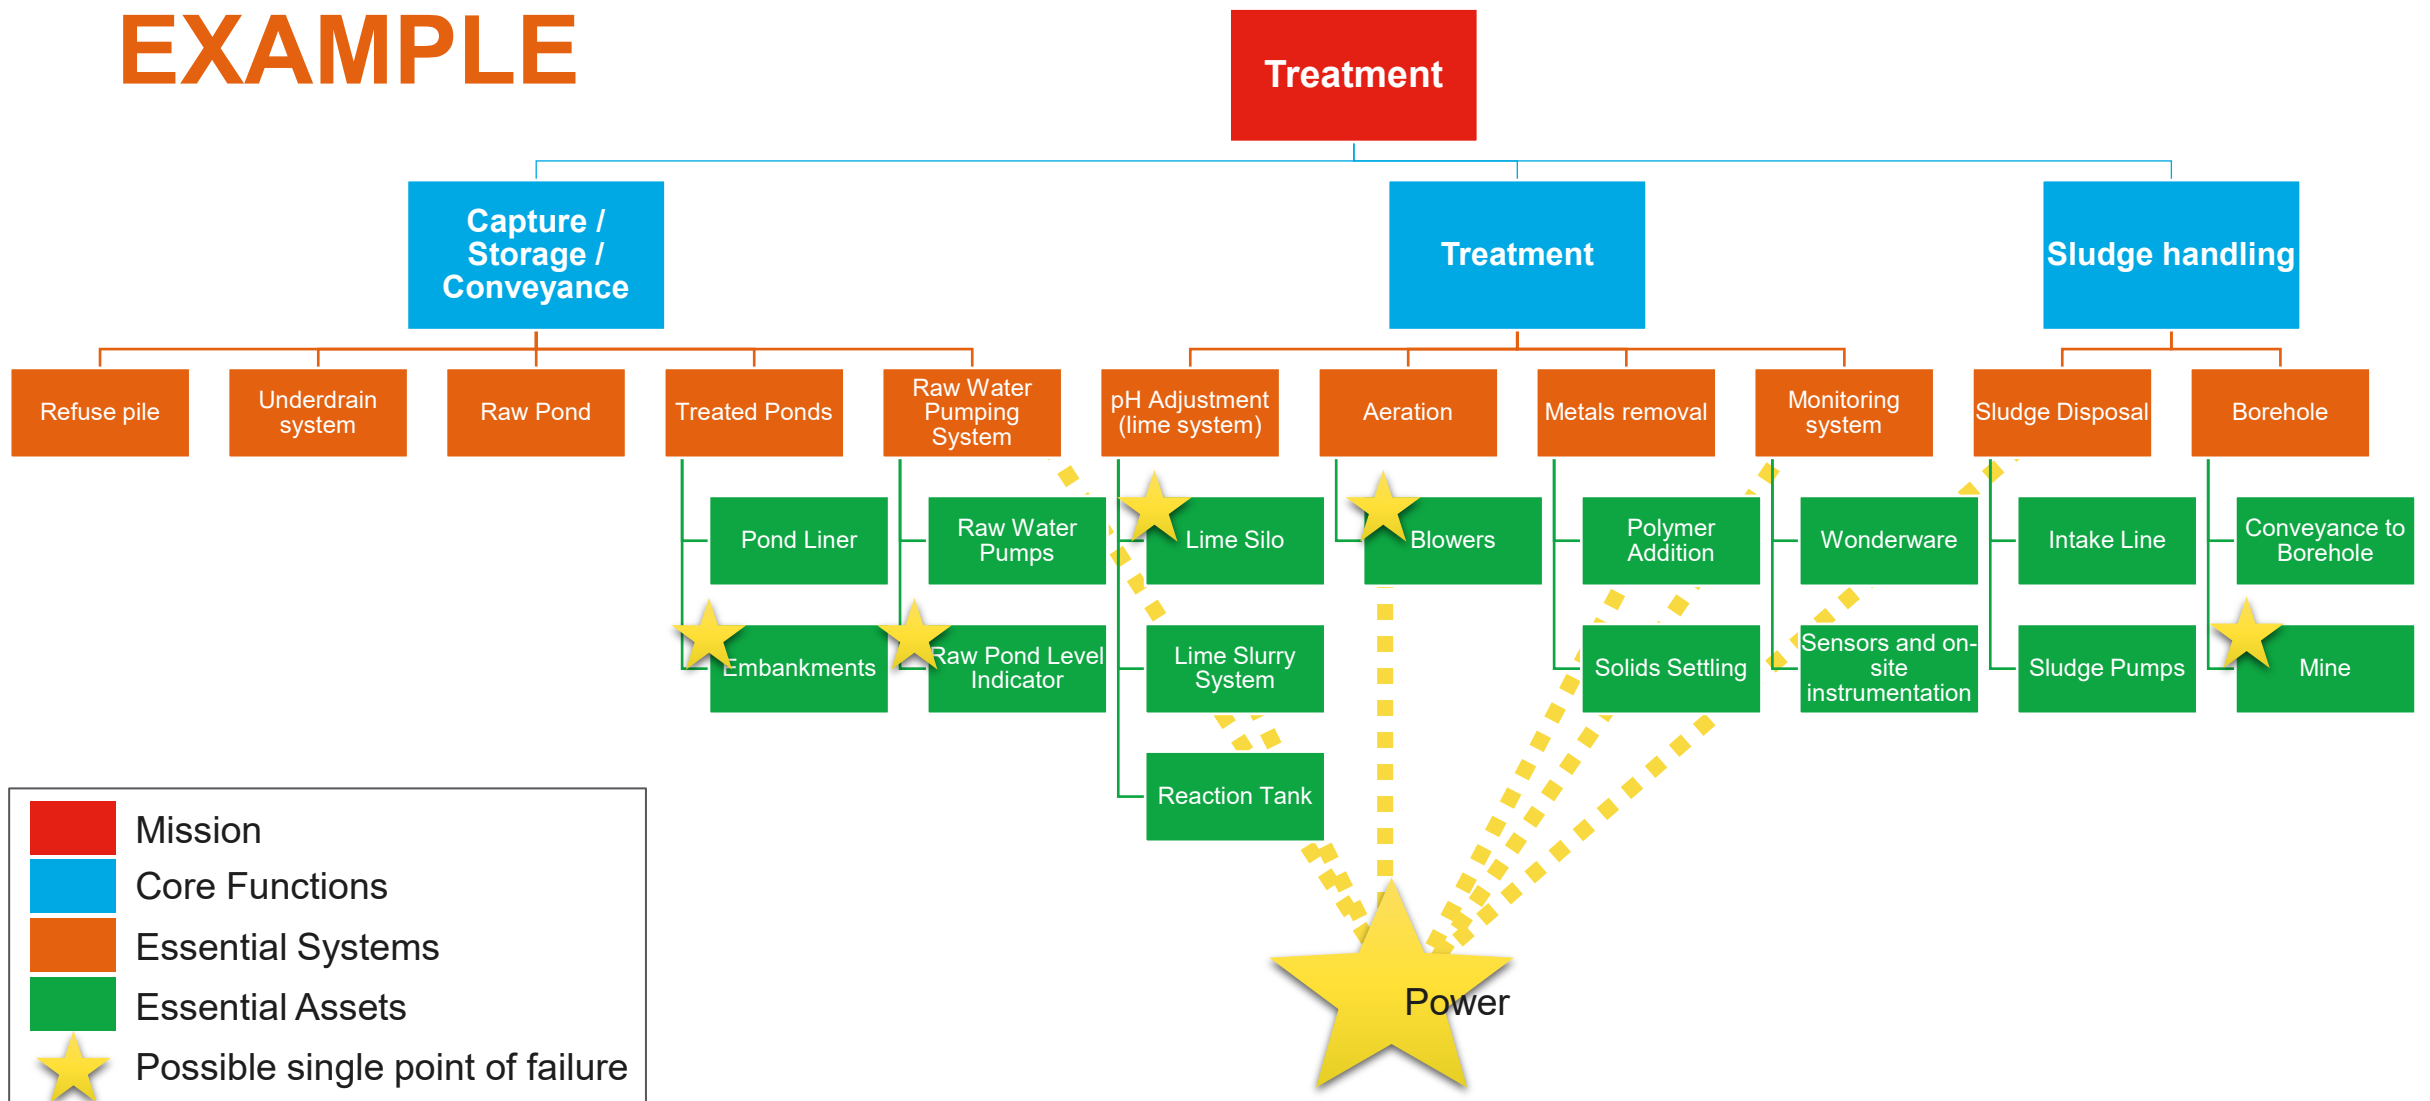 EXAMPLE
Treatment
Capture /
Storage /
Conveyance
Treatment
Sludge handling
Refuse pile
Underdrain
system
Raw Pond
Treated Ponds
Raw Water
Pumping
System
pH Adjustment
(lime system)
Aeration
Metals removal
Monitoring
system
Sludge Disposal
Borehole
Pond Liner
Raw Water
Pumps
Lime Silo
Blowers
Polymer
Addition
Wonderware
Intake Line
Conveyance to
Borehole
Embankments
Raw Pond Level
Indicator
Lime Slurry
System
Solids Settling
Sensors and on-
site
instrumentation
Sludge Pumps
Mine
Reaction Tank
Mission
Core Functions
Essential Systems
Essential Assets
Possible single point of failure
Power